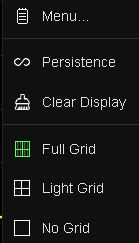 Menu...
Persistence
Clear Display
Full Grid
Light Grid
No Grid